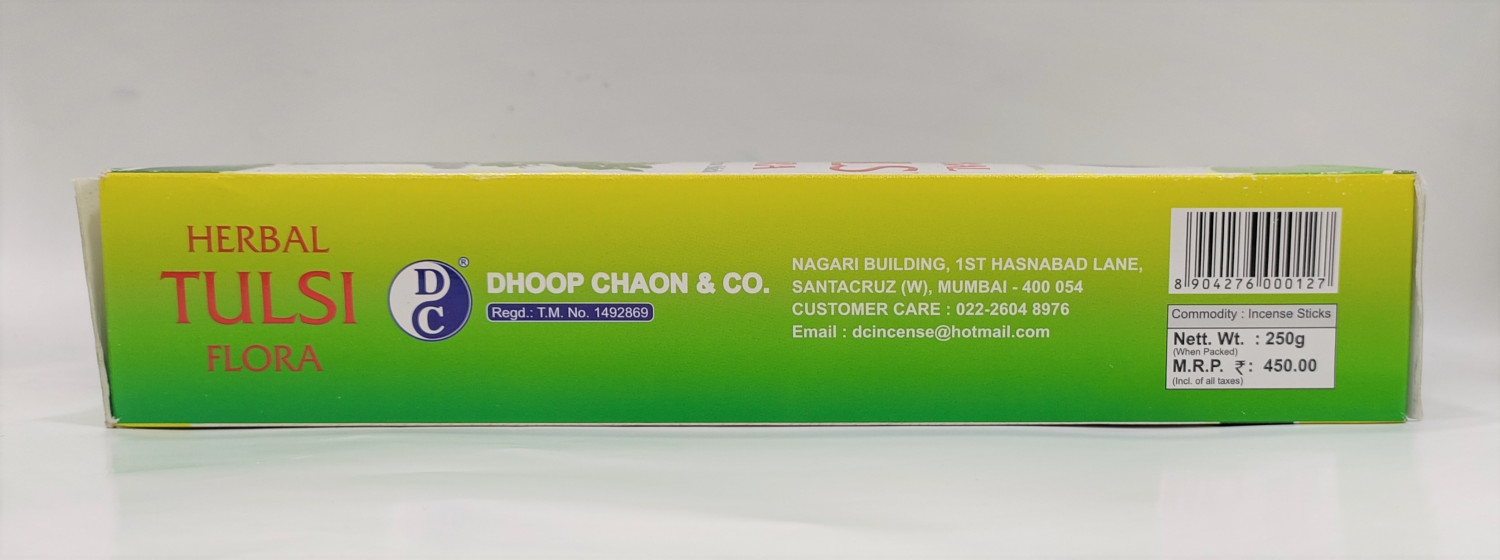 HERBAL
TULSI
FLORA
DC®
DHOOP CHAON & CO.
Regd.: T.M. No. 1492869
NAGARI BUILDING, 1ST HASNABAD LANE,
SANTACRUZ (W), MUMBAI - 400 054
CUSTOMER CARE : 022-2604 8976
Email : dcincense@hotmail.com
8 904276 000127
Commodity : Incense Sticks
Nett. Wt. : 250g
(When Packed)
M.R.P. ₹: 450.00
(Incl. of all taxes)